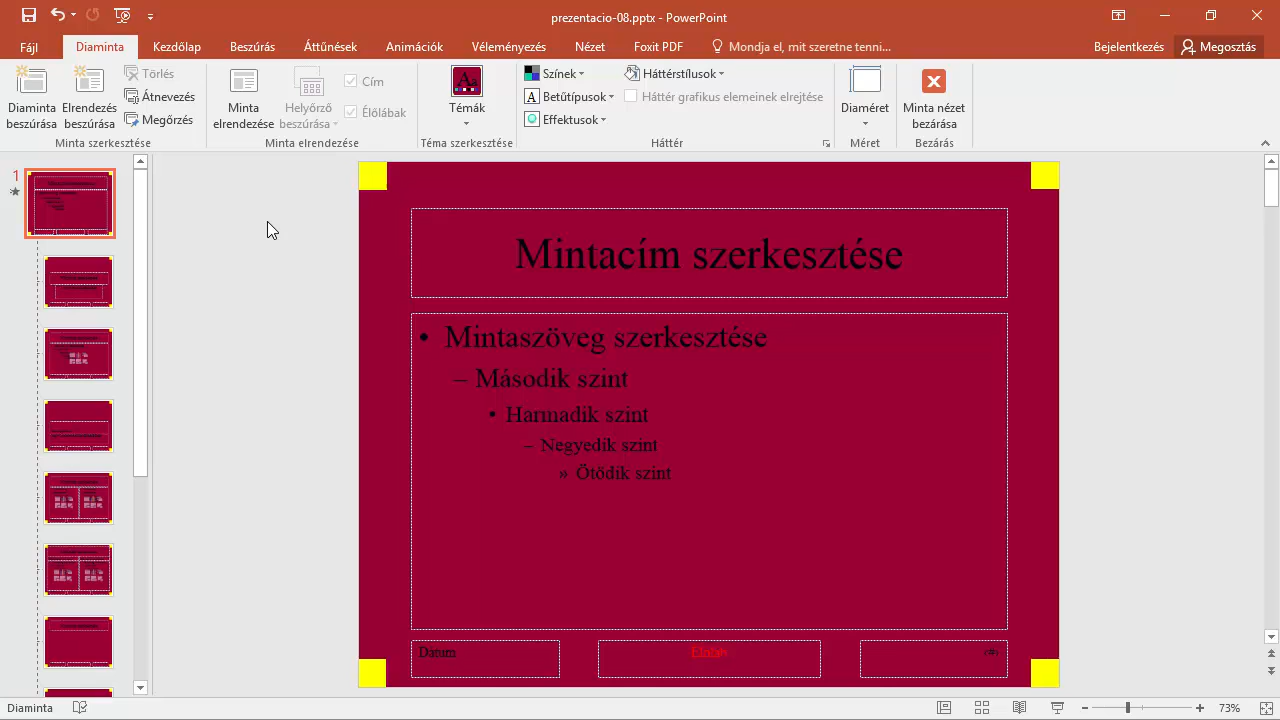 prezentacio-08.pptx - PowerPoint
Fájl Diaminta Kezdőlap Beszúrás Áttűnések Animációk Véleményezés Nézet Foxit PDF Mondja el, mit szeretne tenni... Bejelentkezés Megosztás
Diaminta beszúrása
Elrendezés beszúrása
Törlés
Átnevezés
Megőrzés
Minta szerkesztése
Minta elrendezése
Helyőrző beszúrása
Cím
Élőlábak
Minta elrendezése
Témák
Téma szerkesztése
Színek
Betűtípusok
Effektusok
Háttérstílusok
Háttér grafikus elemeinek elrejtése
Háttér
Diaméret
Méret
Minta nézet bezárása
Bezárás
1
Mintacím szerkesztése
• Mintaszöveg szerkesztése
– Második szint
• Harmadik szint
– Negyedik szint
» Ötödik szint
Dátum
Élőláb
‹#›
Diaminta
73%